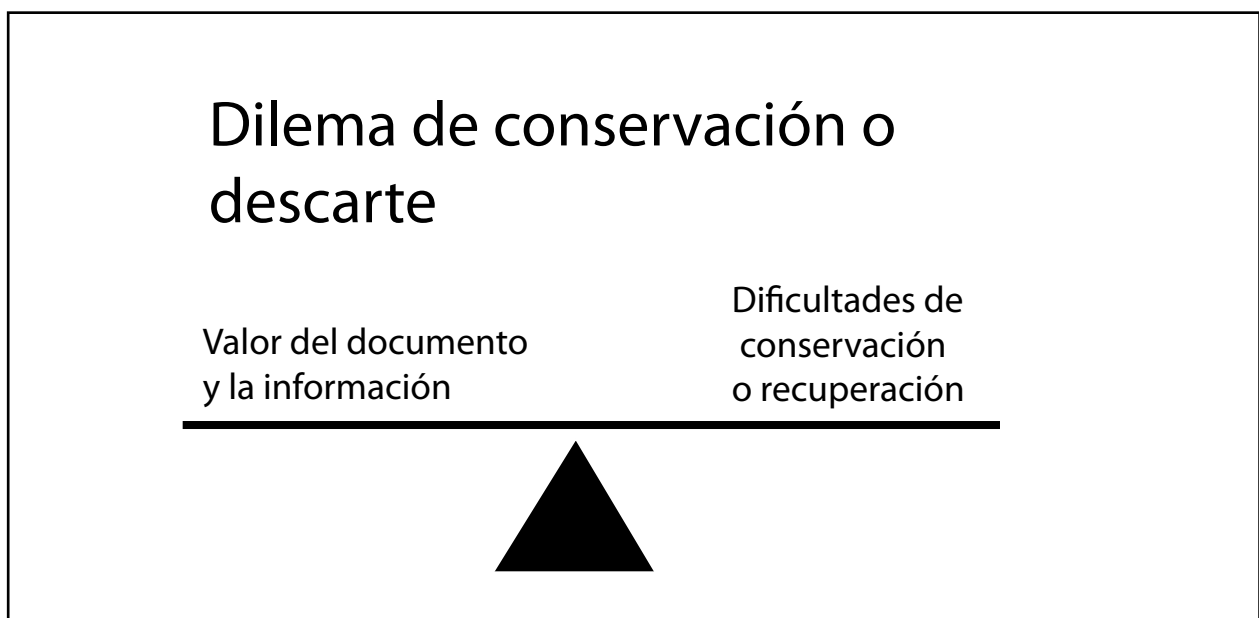 Dilema de conservación o
descarte
Valor del documento
y la información
Dificultades de
conservación
o recuperación